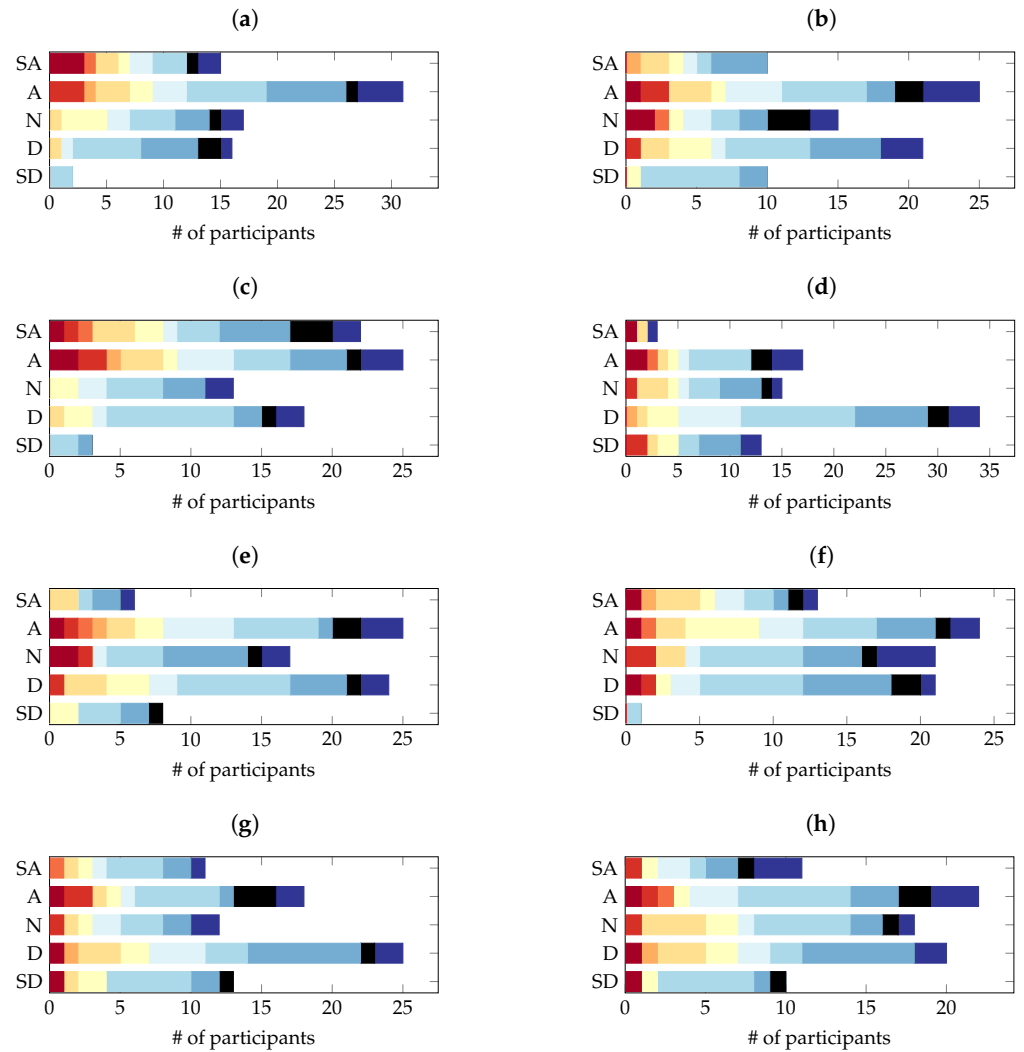 (a)
SA
A
N
D
SD
0 5 10 15 20 25 30
# of participants
(b)
SA
A
N
D
SD
0 5 10 15 20 25
# of participants
(c)
SA
A
N
D
SD
0 5 10 15 20 25
# of participants
(d)
SA
A
N
D
SD
0 5 10 15 20 25 30 35
# of participants
(e)
SA
A
N
D
SD
0 5 10 15 20 25
# of participants
(f)
SA
A
N
D
SD
0 5 10 15 20 25
# of participants
(g)
SA
A
N
D
SD
0 5 10 15 20 25
# of participants
(h)
SA
A
N
D
SD
0 5 10 15 20
# of participants